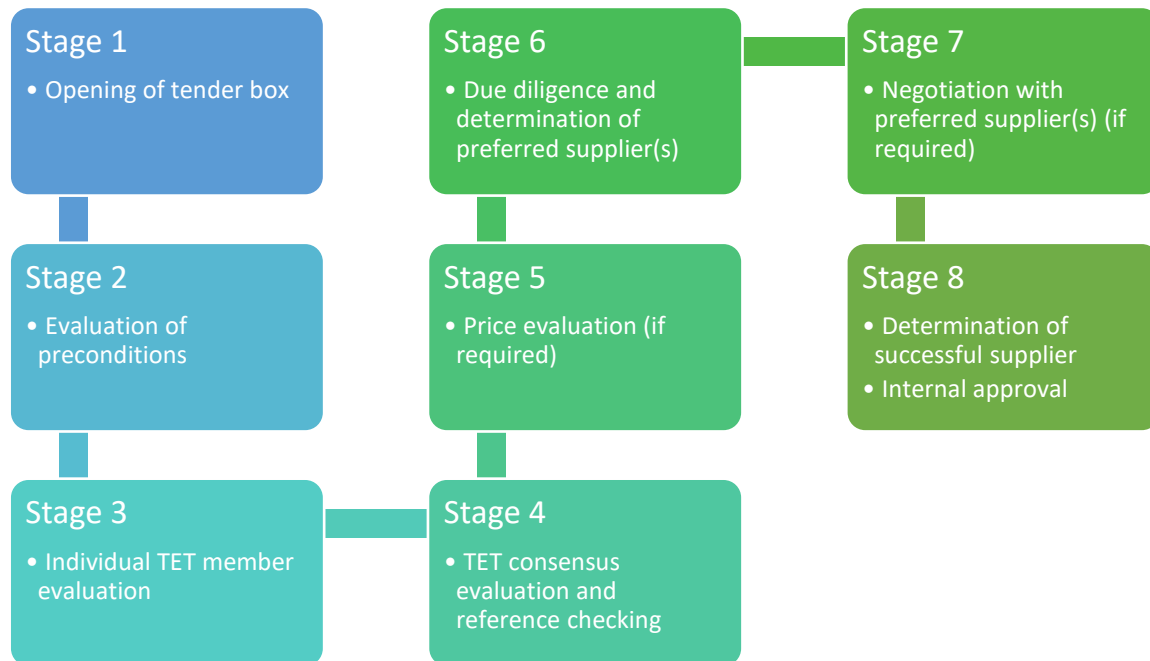 Stage 1
• Opening of tender box
Stage 2
• Evaluation of
preconditions
Stage 3
• Individual TET member
evaluation
Stage 4
• TET consensus
evaluation and
reference checking
Stage 5
• Price evaluation (if
required)
Stage 6
• Due diligence and
determination of
preferred supplier(s)
Stage 7
• Negotiation with
preferred supplier(s) (if
required)
Stage 8
• Determination of
successful supplier
• Internal approval